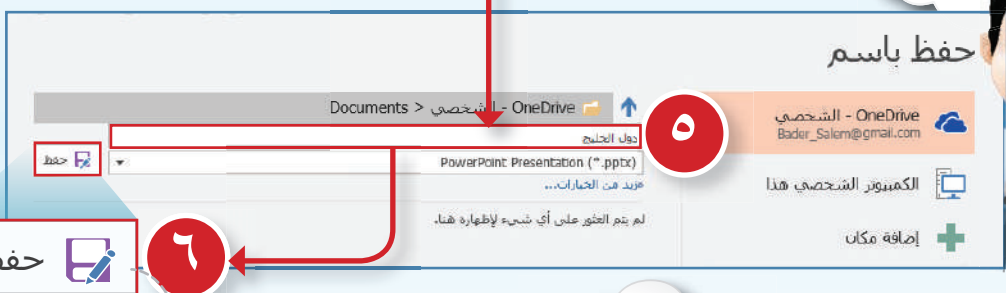 حفظ باسم
OneDrive - الشخصي
Bader_Salem@gmail.com
الكمبيوتر الشخصي هذا
إضافة مكان
OneDrive - الشخصي > Documents
٥
دول الخليج
PowerPoint Presentation (*.pptx)
مزيد من الخيارات...
لم يتم العثور على أي شيء لإظهاره هنا.
حفظ
٦
حفظ